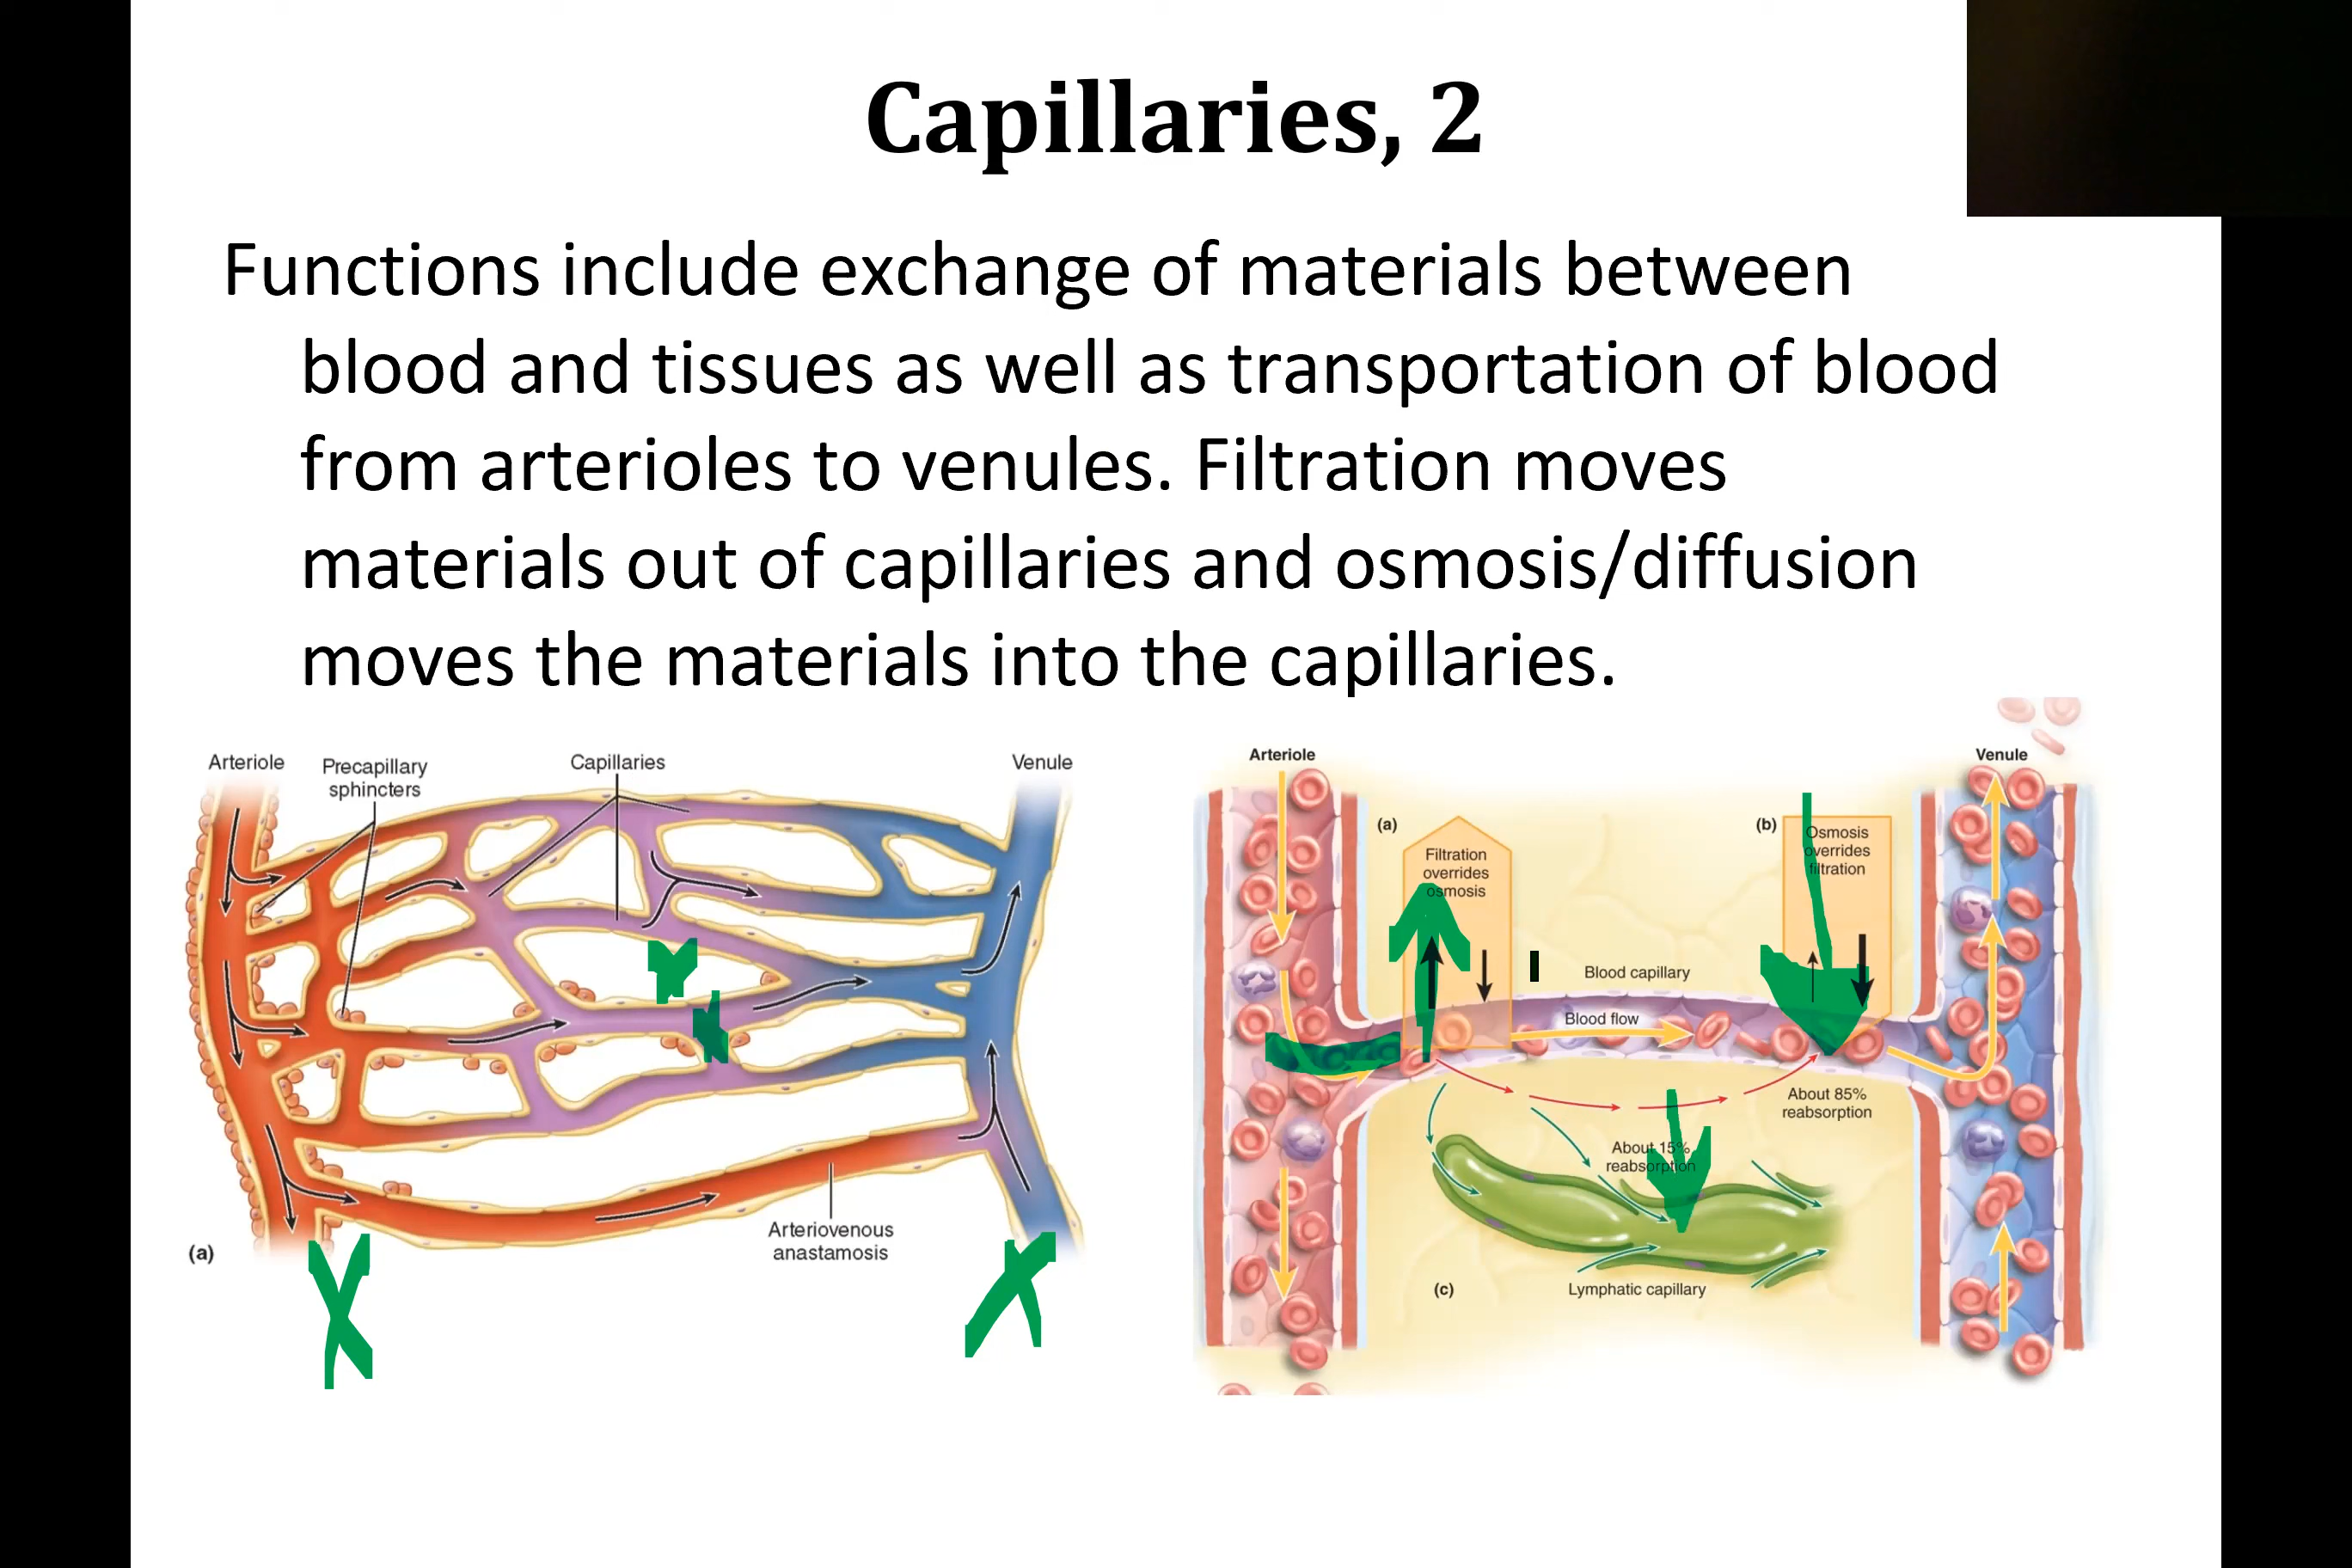 Capillaries, 2
Functions include exchange of materials between
blood and tissues as well as transportation of blood
from arterioles to venules. Filtration moves
materials out of capillaries and osmosis/diffusion
moves the materials into the capillaries.
Arteriole
Precapillary
sphincters
Capillaries
Venule
Arteriovenous
anastamosis
(a)
Arteriole
Venule
(a)
Filtration
overrides
osmosis
(b)
Osmosis
overrides
filtration
Blood capillary
Blood flow
About 85%
reabsorption
About 15%
reabsorption
(c)
Lymphatic capillary